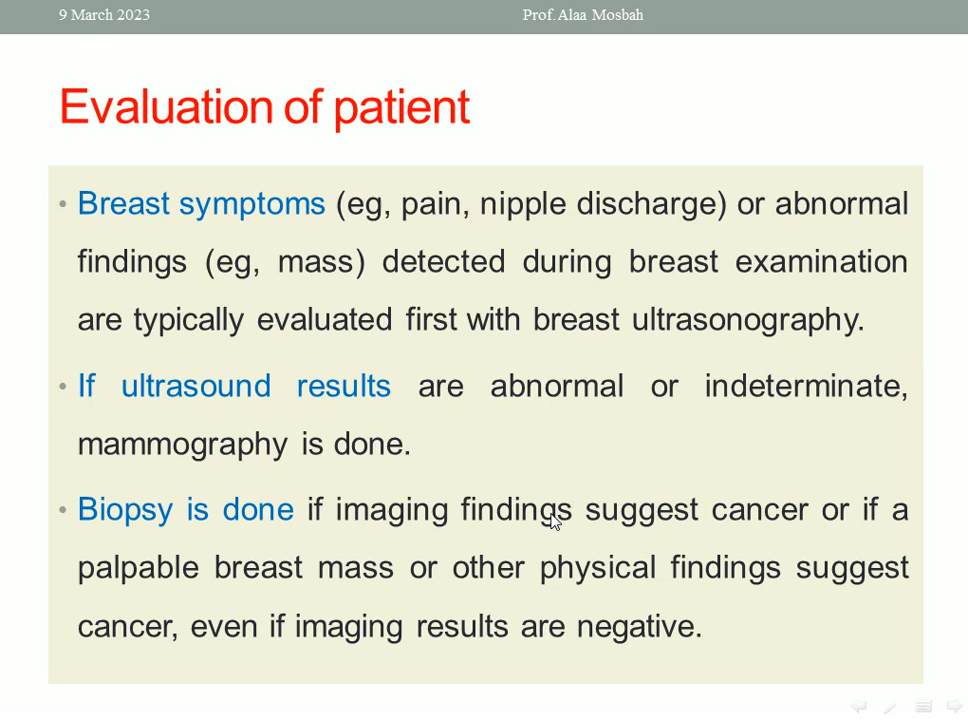 9 March 2023
Prof. Alaa Mosbah
Evaluation of patient
• Breast symptoms (eg, pain, nipple discharge) or abnormal
findings (eg, mass) detected during breast examination
are typically evaluated first with breast ultrasonography.
• If ultrasound results are abnormal or indeterminate,
mammography is done.
• Biopsy is done if imaging findings suggest cancer or if a
palpable breast mass or other physical findings suggest
cancer, even if imaging results are negative.